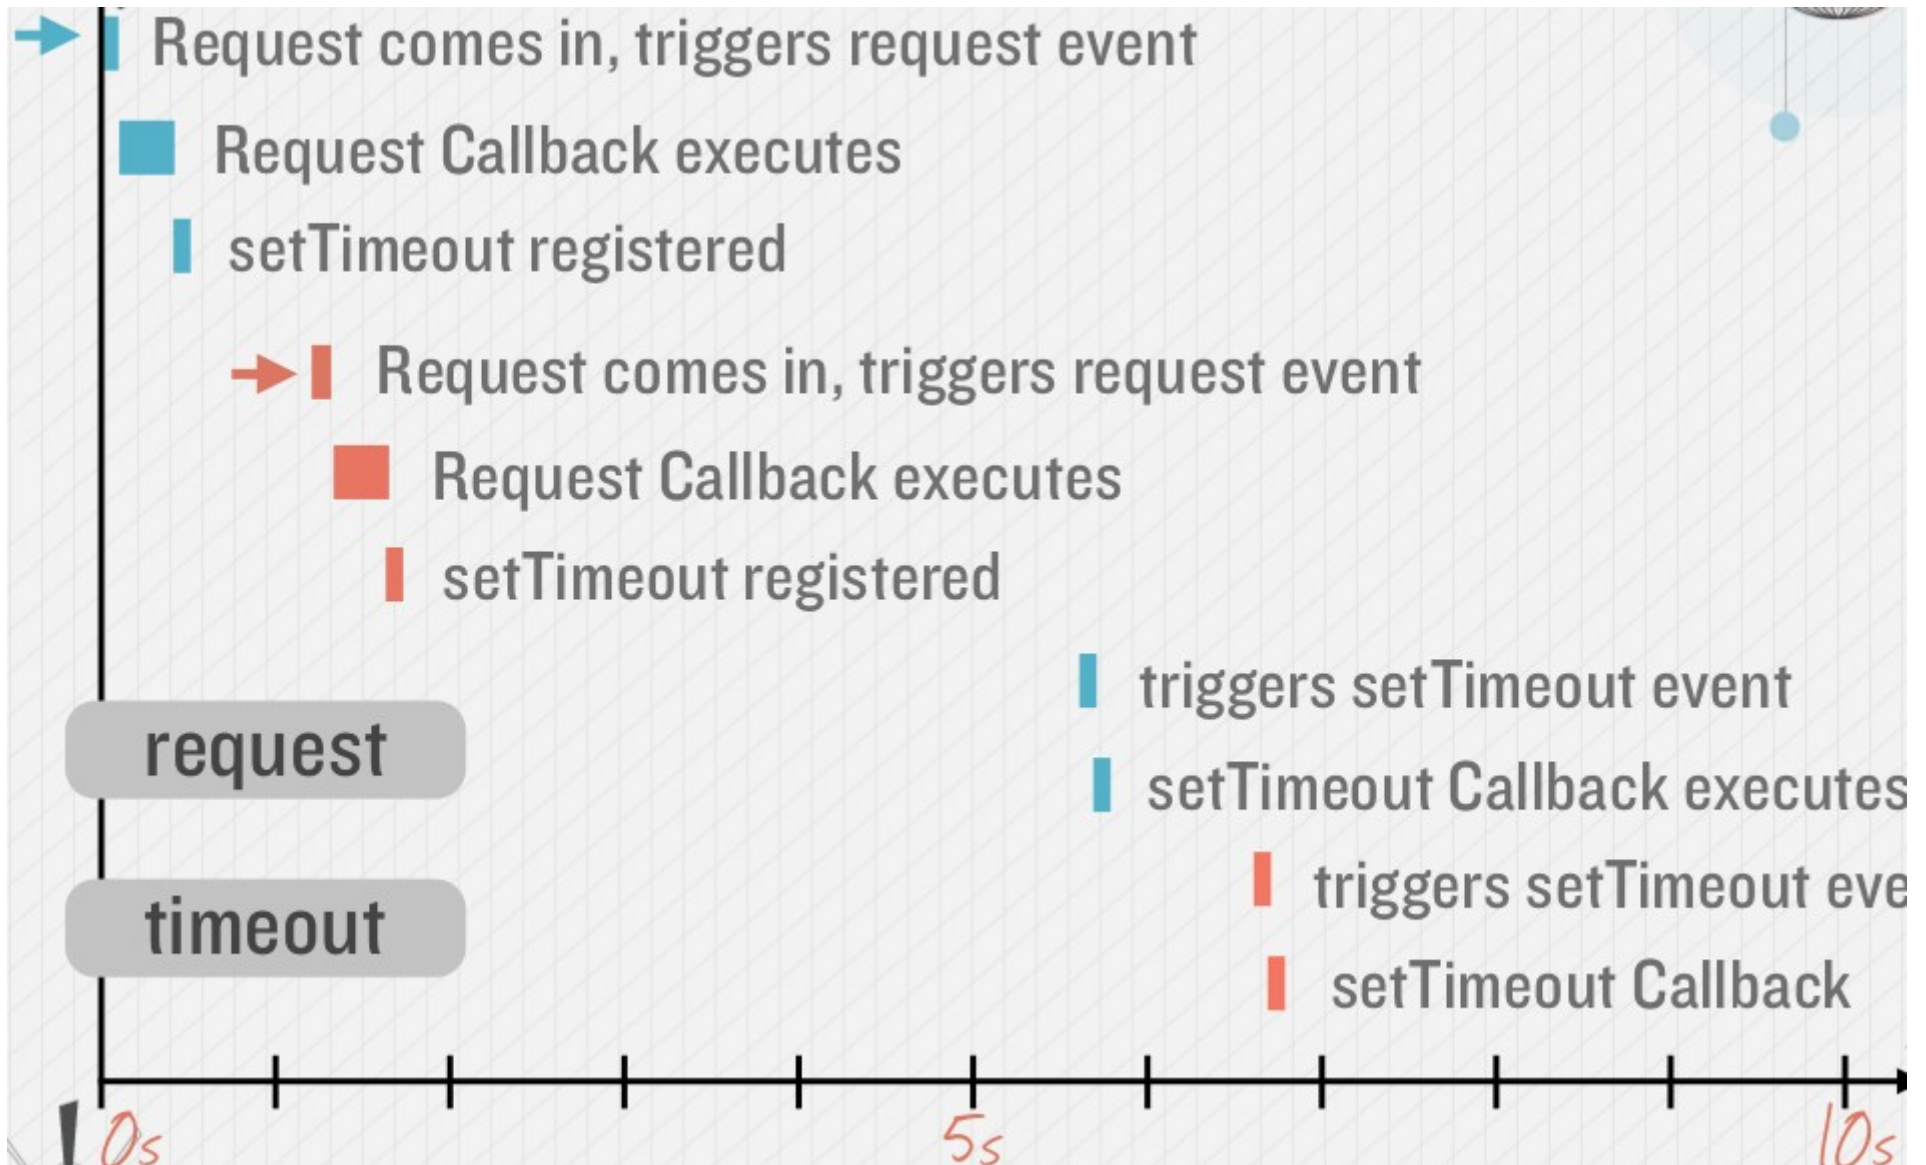 Request comes in, triggers request event
Request Callback executes
setTimeout registered
Request comes in, triggers request event
Request Callback executes
setTimeout registered
triggers setTimeout event
request
setTimeout Callback executes
triggers setTimeout eve
timeout
setTimeout Callback
0s
5s
10s